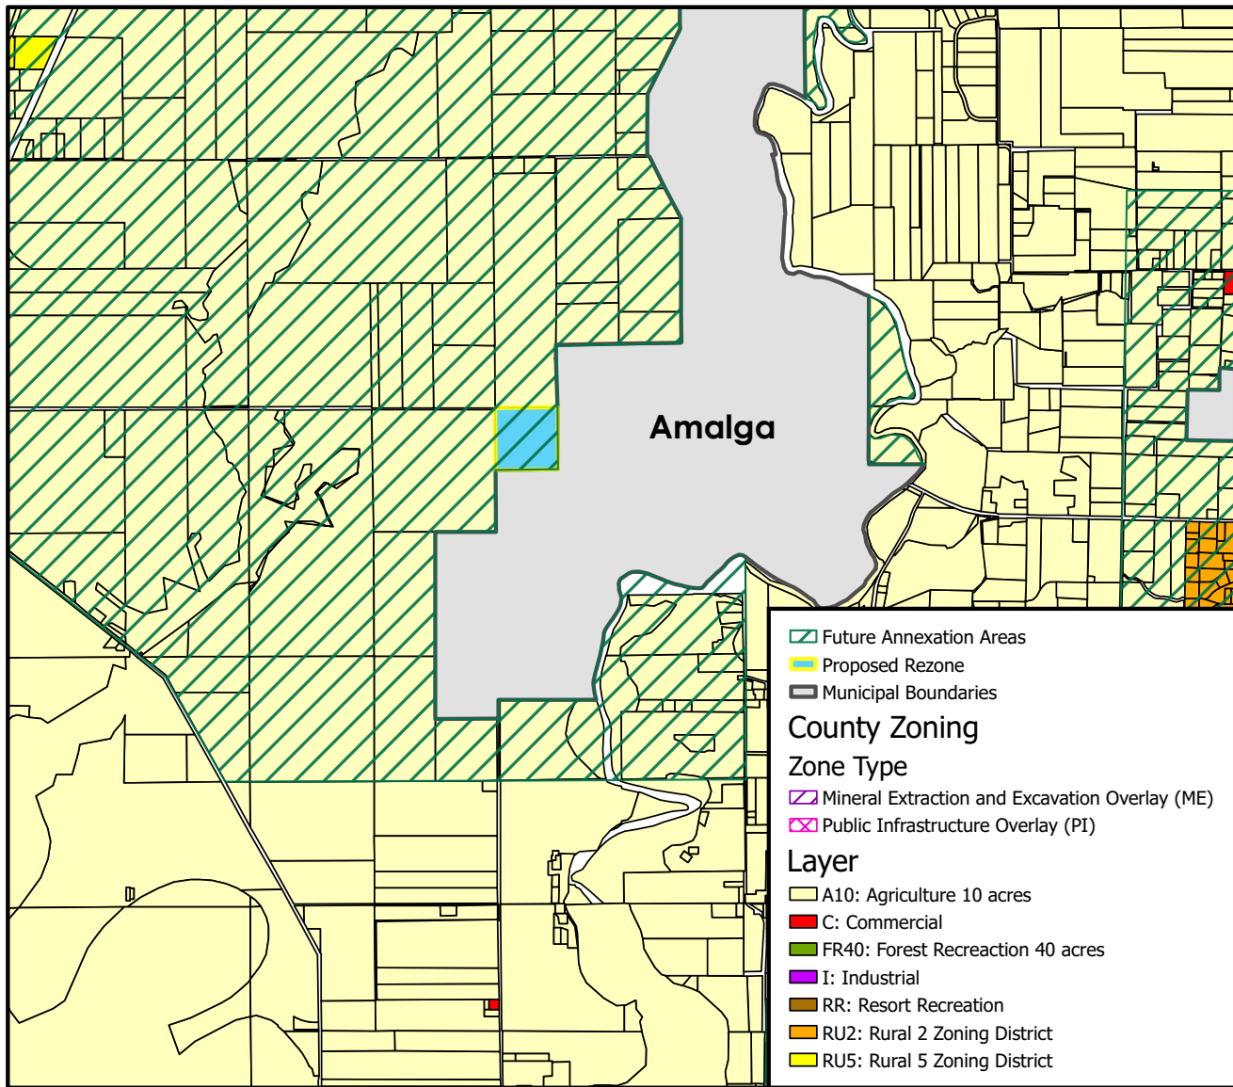 Amalga
Future Annexation Areas
Proposed Rezone
Municipal Boundaries
County Zoning
Zone Type
Mineral Extraction and Excavation Overlay (ME)
Public Infrastructure Overlay (PI)
Layer
A10: Agriculture 10 acres
C: Commercial
FR40: Forest Recreaction 40 acres
I: Industrial
RR: Resort Recreation
RU2: Rural 2 Zoning District
RU5: Rural 5 Zoning District